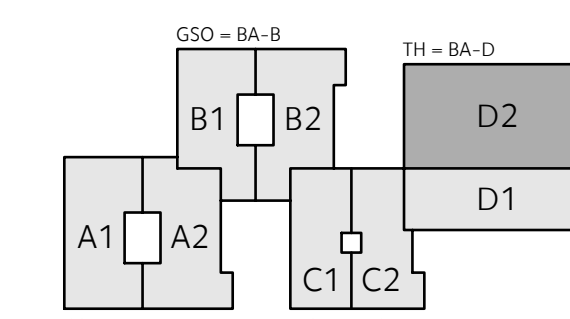 GSO = BA-B
TH = BA-D
B1 B2
D2
D1
A1 A2
C1 C2